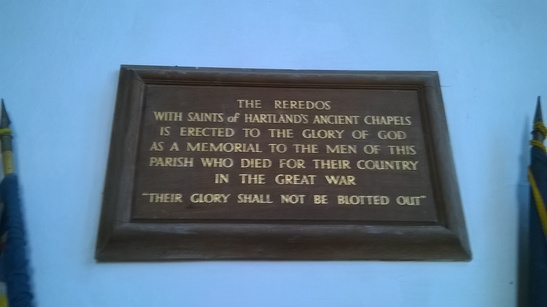 THE REREDOS
WITH SAINTS of HARTLAND'S ANCIENT CHAPELS
IS ERECTED TO THE GLORY OF GOD
AS A MEMORIAL TO THE MEN OF THIS
PARISH WHO DIED FOR THEIR COUNTRY
IN THE GREAT WAR
"THEIR GLORY SHALL NOT BE BLOTTED OUT"